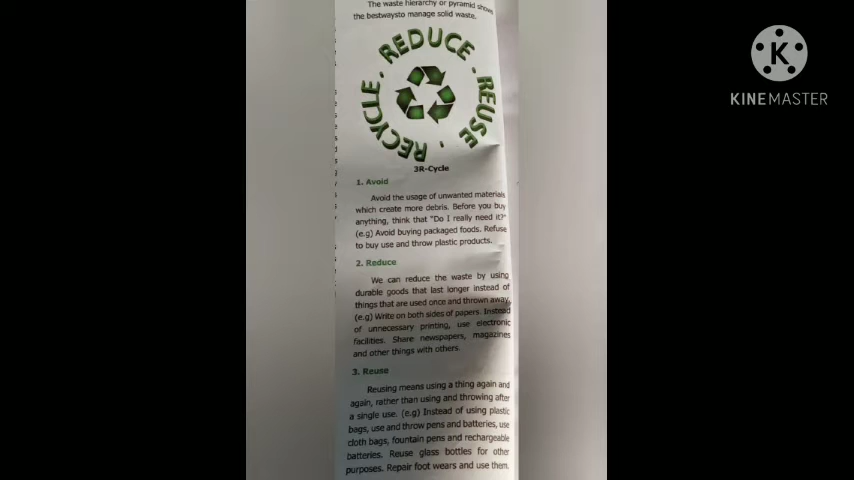 The waste hierarchy or pyramid shows
the bestwaysto manage solid waste.
REDUCE . REUSE . RECYCLE .
3R-Cycle
1. Avoid
Avoid the usage of unwanted materials
which create more debris. Before you buy
anything, think that "Do I really need it?"
(e.g) Avoid buying packaged foods. Refuse
to buy use and throw plastic products.
2. Reduce
We can reduce the waste by using
durable goods that last longer instead of
things that are used once and thrown away.
(e.g) Write on both sides of papers. Instead
of unnecessary printing, use electronic
facilities. Share newspapers, magazines
and other things with others.
3. Reuse
Reusing means using a thing again and
again, rather than using and throwing after
a single use. (e.g) Instead of using plastic
bags, use and throw pens and batteries, use
cloth bags, fountain pens and rechargeable
batteries. Reuse glass bottles for other
purposes. Repair foot wears and use them.
K
KINEMASTER